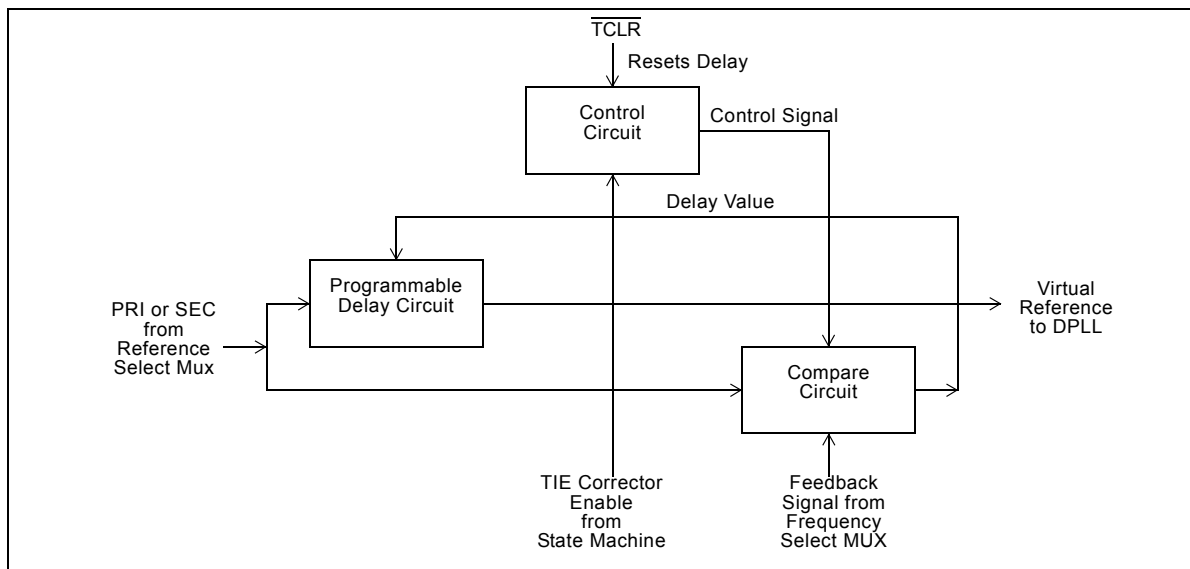 TCLR
Resets Delay
Control
Circuit
Control Signal
Delay Value
Programmable
Delay Circuit
PRI or SEC
from
Reference
Select Mux
Virtual
Reference
to DPLL
Compare
Circuit
TIE Corrector
Enable
from
State Machine
Feedback
Signal from
Frequency
Select MUX